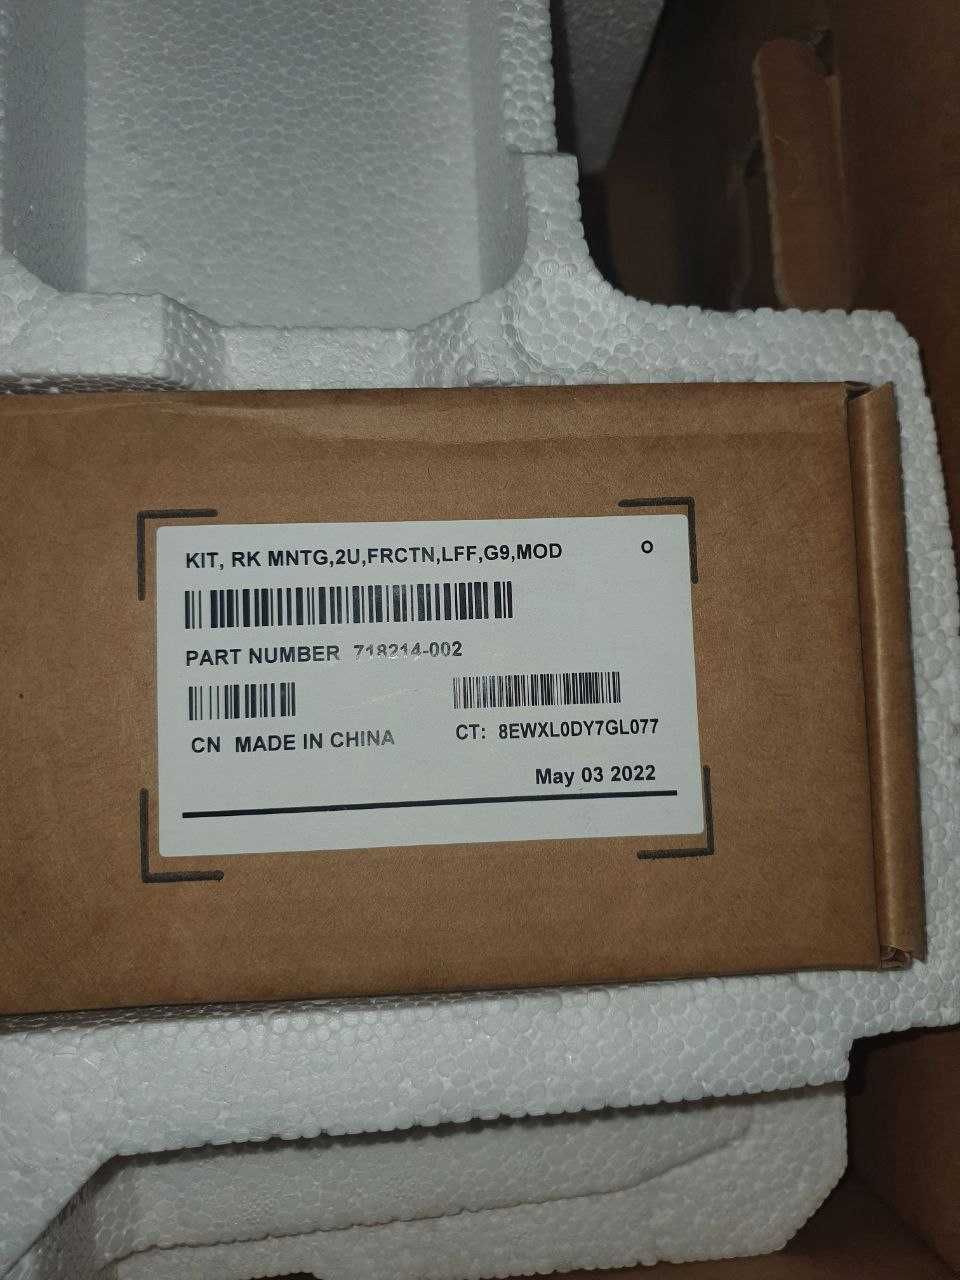 KIT, RK MNTG,2U,FRCTN,LFF,G9,MOD O
PART NUMBER 718214-002
CN MADE IN CHINA CT: 8EWXL0DY7GL077
May 03 2022